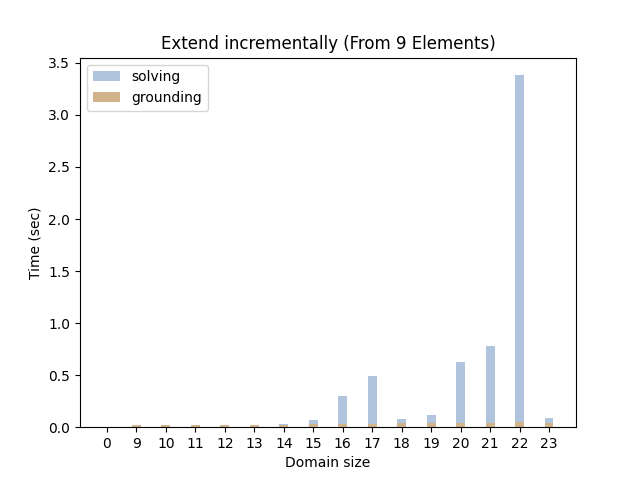 Extend incrementally (From 9 Elements)
solving
grounding
Time (sec)
3.5
3.0
2.5
2.0
1.5
1.0
0.5
0.0
0 9 10 11 12 13 14 15 16 17 18 19 20 21 22 23
Domain size